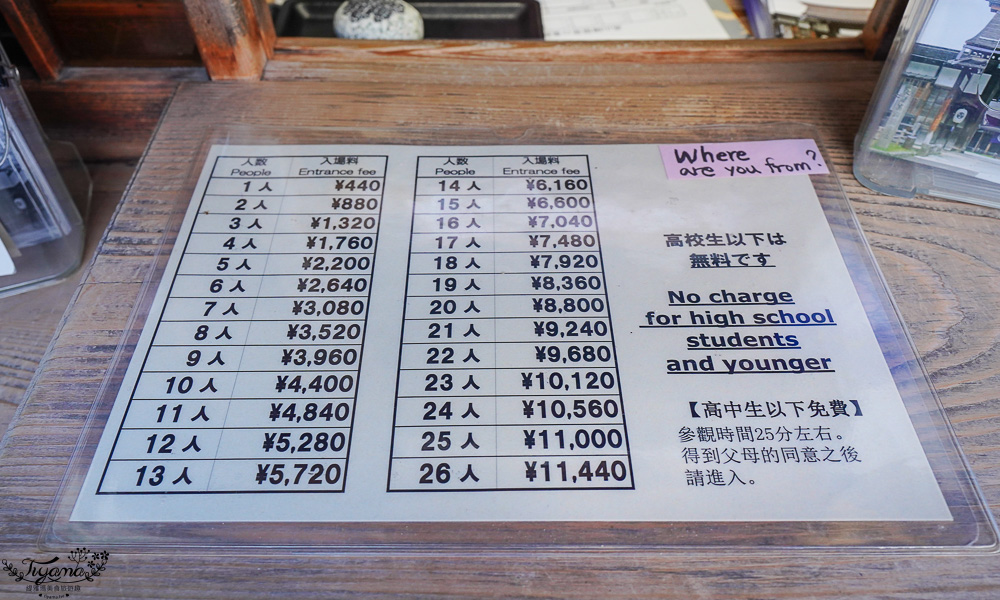 人数 入場料
People Entrance fee
1人 ¥440
2人 ¥880
3人 ¥1,320
4人 ¥1,760
5人 ¥2,200
6人 ¥2,640
7人 ¥3,080
8人 ¥3,520
9人 ¥3,960
10人 ¥4,400
11人 ¥4,840
12人 ¥5,280
13人 ¥5,720
人数 入場料
People Entrance fee
14人 ¥6,160
15人 ¥6,600
16人 ¥7,040
17人 ¥7,480
18人 ¥7,920
19人 ¥8,360
20人 ¥8,800
21人 ¥9,240
22人 ¥9,680
23人 ¥10,120
24人 ¥10,560
25人 ¥11,000
26人 ¥11,440
Where
are you from?
高校生以下は
無料です
No charge
for high school
students
and younger
【高中生以下免費】
參觀時間25分左右。
得到父母的同意之後
請進入。
Tiyama